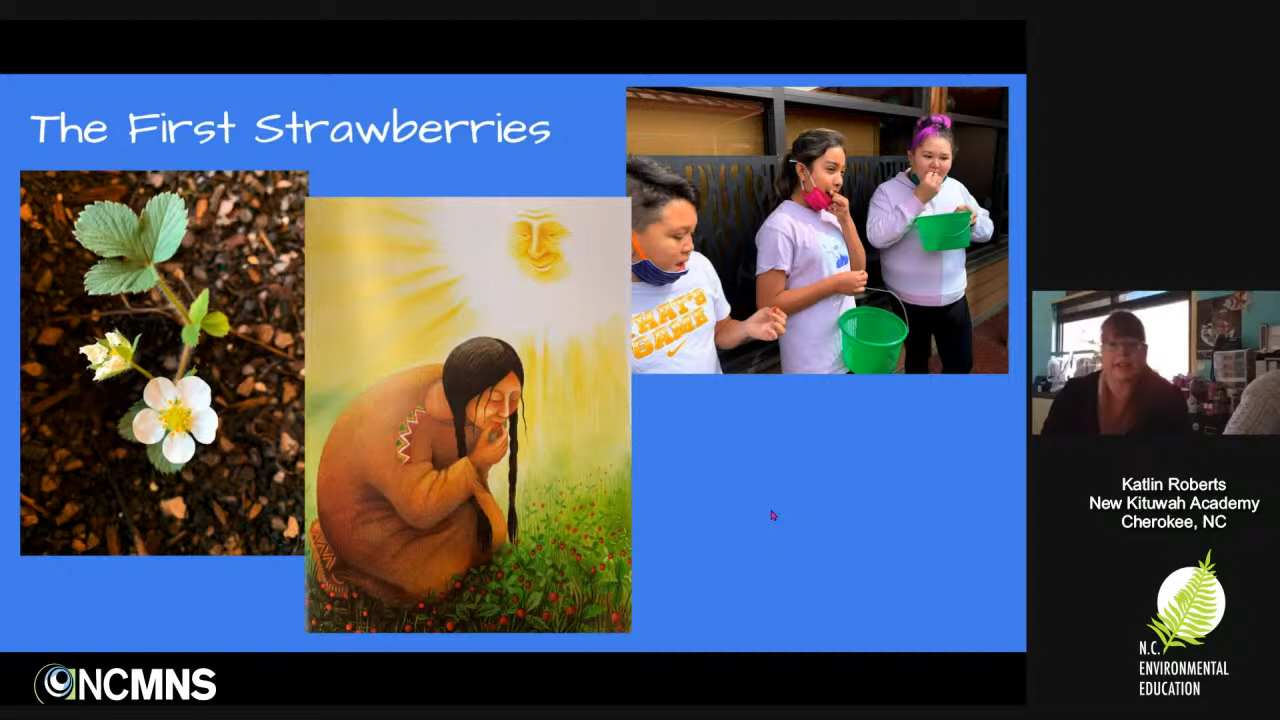 The First Strawberries
THAT'S
GAME
Katlin Roberts
New Kituwah Academy
Cherokee, NC
N.C.
ENVIRONMENTAL
EDUCATION
NCMNS